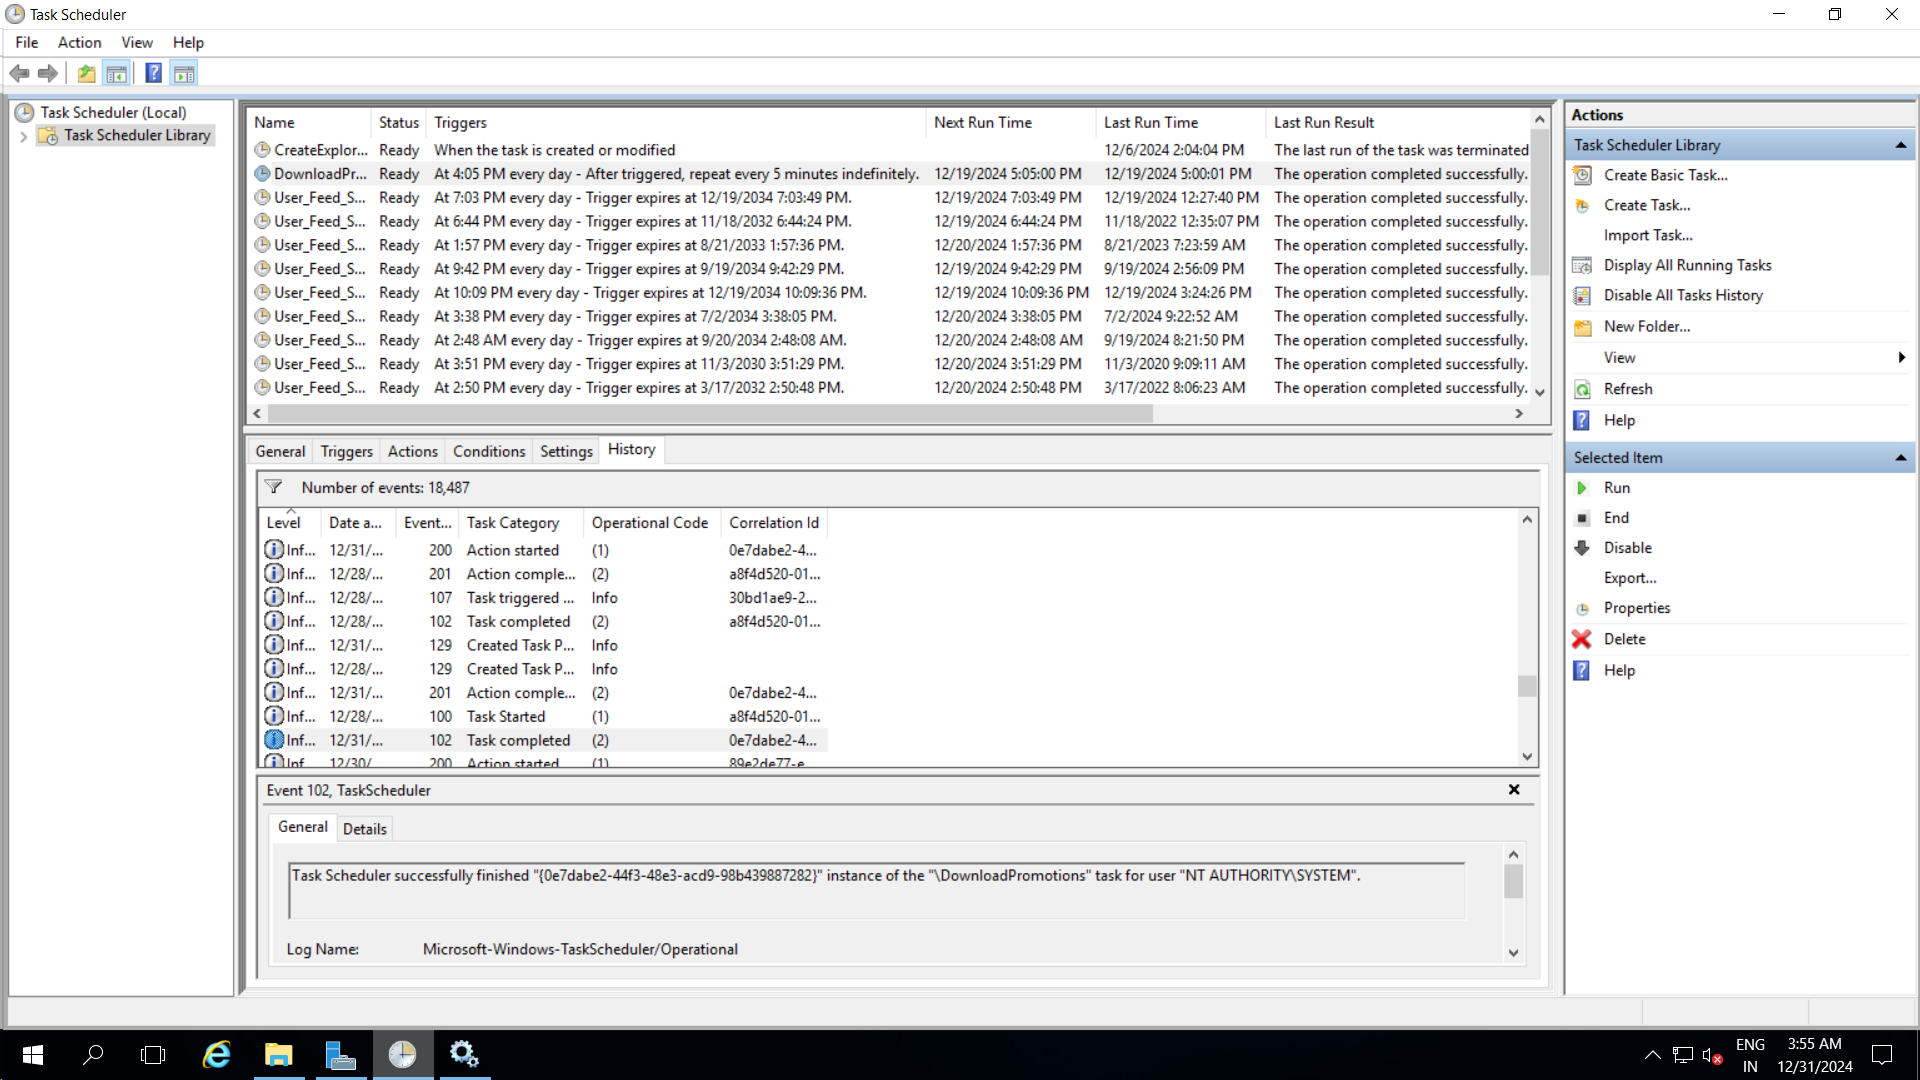 Task Scheduler
File Action View Help
Task Scheduler (Local)
Task Scheduler Library
Name Status Triggers Next Run Time Last Run Time Last Run Result
CreateExplor... Ready When the task is created or modified 12/6/2024 2:04:04 PM The last run of the task was terminated
DownloadPr... Ready At 4:05 PM every day - After triggered, repeat every 5 minutes indefinitely. 12/19/2024 5:05:00 PM 12/19/2024 5:00:01 PM The operation completed successfully.
User_Feed_S... Ready At 7:03 PM every day - Trigger expires at 12/19/2034 7:03:49 PM. 12/19/2024 7:03:49 PM 12/19/2024 12:27:40 PM The operation completed successfully.
User_Feed_S... Ready At 6:44 PM every day - Trigger expires at 11/18/2032 6:44:24 PM. 12/19/2024 6:44:24 PM 11/18/2022 12:35:07 PM The operation completed successfully.
User_Feed_S... Ready At 1:57 PM every day - Trigger expires at 8/21/2033 1:57:36 PM. 12/20/2024 1:57:36 PM 8/21/2023 7:23:59 AM The operation completed successfully.
User_Feed_S... Ready At 9:42 PM every day - Trigger expires at 9/19/2034 9:42:29 PM. 12/19/2024 9:42:29 PM 9/19/2024 2:56:09 PM The operation completed successfully.
User_Feed_S... Ready At 10:09 PM every day - Trigger expires at 12/19/2034 10:09:36 PM. 12/19/2024 10:09:36 PM 12/19/2024 3:24:26 PM The operation completed successfully.
User_Feed_S... Ready At 3:38 PM every day - Trigger expires at 7/2/2034 3:38:05 PM. 12/20/2024 3:38:05 PM 7/2/2024 9:22:52 AM The operation completed successfully.
User_Feed_S... Ready At 2:48 AM every day - Trigger expires at 9/20/2034 2:48:08 AM. 12/20/2024 2:48:08 AM 9/19/2024 8:21:50 PM The operation completed successfully.
User_Feed_S... Ready At 3:51 PM every day - Trigger expires at 11/3/2030 3:51:29 PM. 12/20/2024 3:51:29 PM 11/3/2020 9:09:11 AM The operation completed successfully.
User_Feed_S... Ready At 2:50 PM every day - Trigger expires at 3/17/2032 2:50:48 PM. 12/20/2024 2:50:48 PM 3/17/2022 8:06:23 AM The operation completed successfully.
General Triggers Actions Conditions Settings History
Number of events: 18,487
Level Date a... Event... Task Category Operational Code Correlation Id
Inf... 12/31/... 200 Action started (1) 0e7dabe2-4...
Inf... 12/28/... 201 Action comple... (2) a8f4d520-01...
Inf... 12/28/... 107 Task triggered ... Info 30bd1ae9-2...
Inf... 12/28/... 102 Task completed (2) a8f4d520-01...
Inf... 12/31/... 129 Created Task P... Info
Inf... 12/28/... 129 Created Task P... Info
Inf... 12/31/... 201 Action comple... (2) 0e7dabe2-4...
Inf... 12/28/... 100 Task Started (1) a8f4d520-01...
Inf... 12/31/... 102 Task completed (2) 0e7dabe2-4...
Inf... 12/30/... 200 Action started (1) 89e2de77-e...
Event 102, TaskScheduler
General Details
Task Scheduler successfully finished "{0e7dabe2-44f3-48e3-acd9-98b439887282}" instance of the "\DownloadPromotions" task for user "NT AUTHORITY\SYSTEM".
Log Name: Microsoft-Windows-TaskScheduler/Operational
Actions
Task Scheduler Library
Create Basic Task...
Create Task...
Import Task...
Display All Running Tasks
Disable All Tasks History
New Folder...
View
Refresh
Help
Selected Item
Run
End
Disable
Export...
Properties
Delete
Help
ENG
IN
3:55 AM
12/31/2024